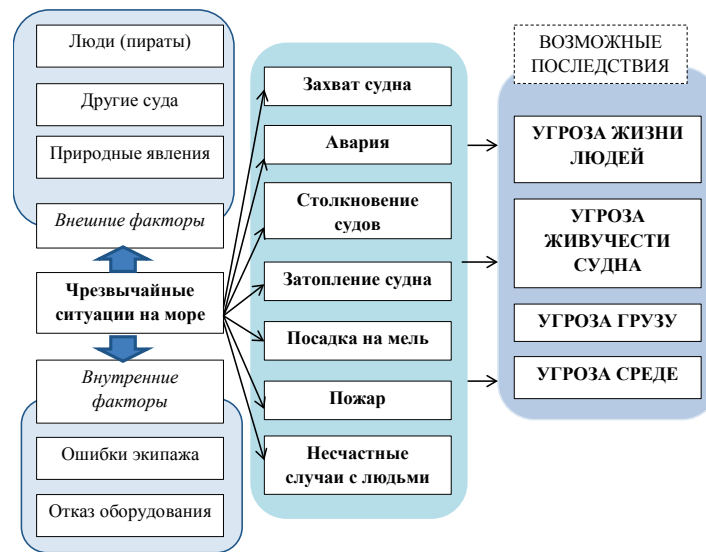 Люди (пираты)
Другие суда
Природные явления
Внешние факторы
Чрезвычайные
ситуации на море
Внутренние
факторы
Ошибки экипажа
Отказ оборудования
Захват судна
Авария
Столкновение
судов
Затопление судна
Посадка на мель
Пожар
Несчастные
случаи с людьми
ВОЗМОЖНЫЕ
ПОСЛЕДСТВИЯ
УГРОЗА ЖИЗНИ
ЛЮДЕЙ
УГРОЗА
ЖИВУЧЕСТИ
СУДНА
УГРОЗА ГРУЗУ
УГРОЗА СРЕДЕ